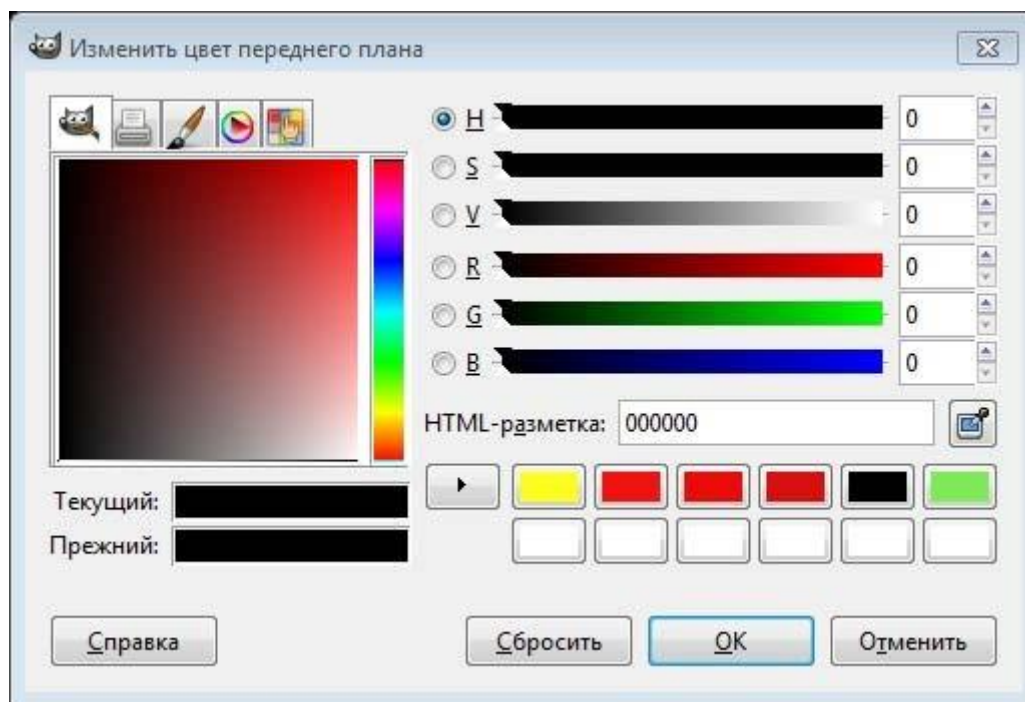 Изменить цвет переднего плана
H 0
S 0
V 0
R 0
G 0
B 0
HTML-разметка: 000000
Текущий:
Прежний:
Справка
Сбросить
OK
Отменить